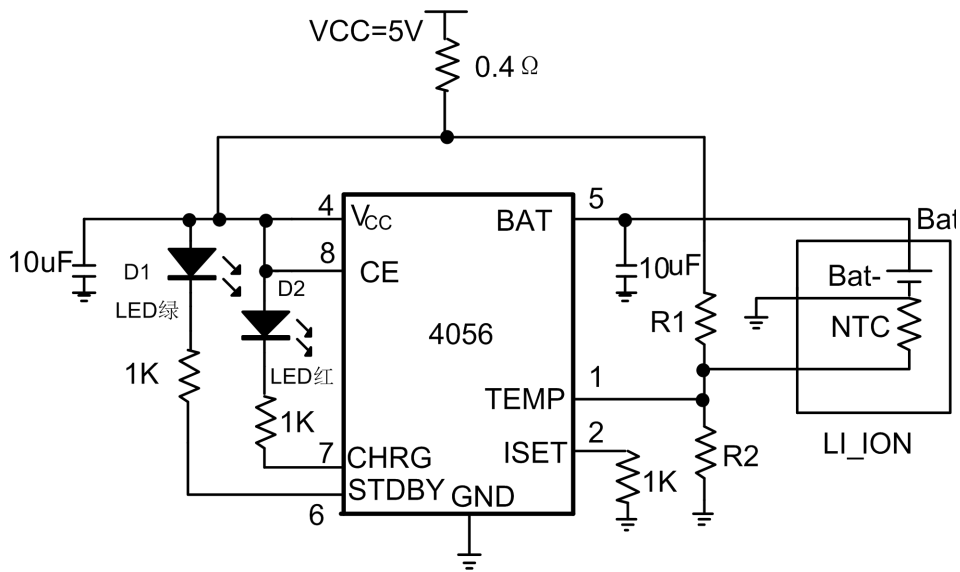 VCC=5V
0.4Ω
4
VCC
BAT
5
Bat
10uF
D1
8
CE
10uF
Bat-
D2
LED绿
R1
NTC
4056
1K
LED红
1
TEMP
1K
2
LI_ION
7
CHRG
ISET
R2
STDBY
GND
1K
6